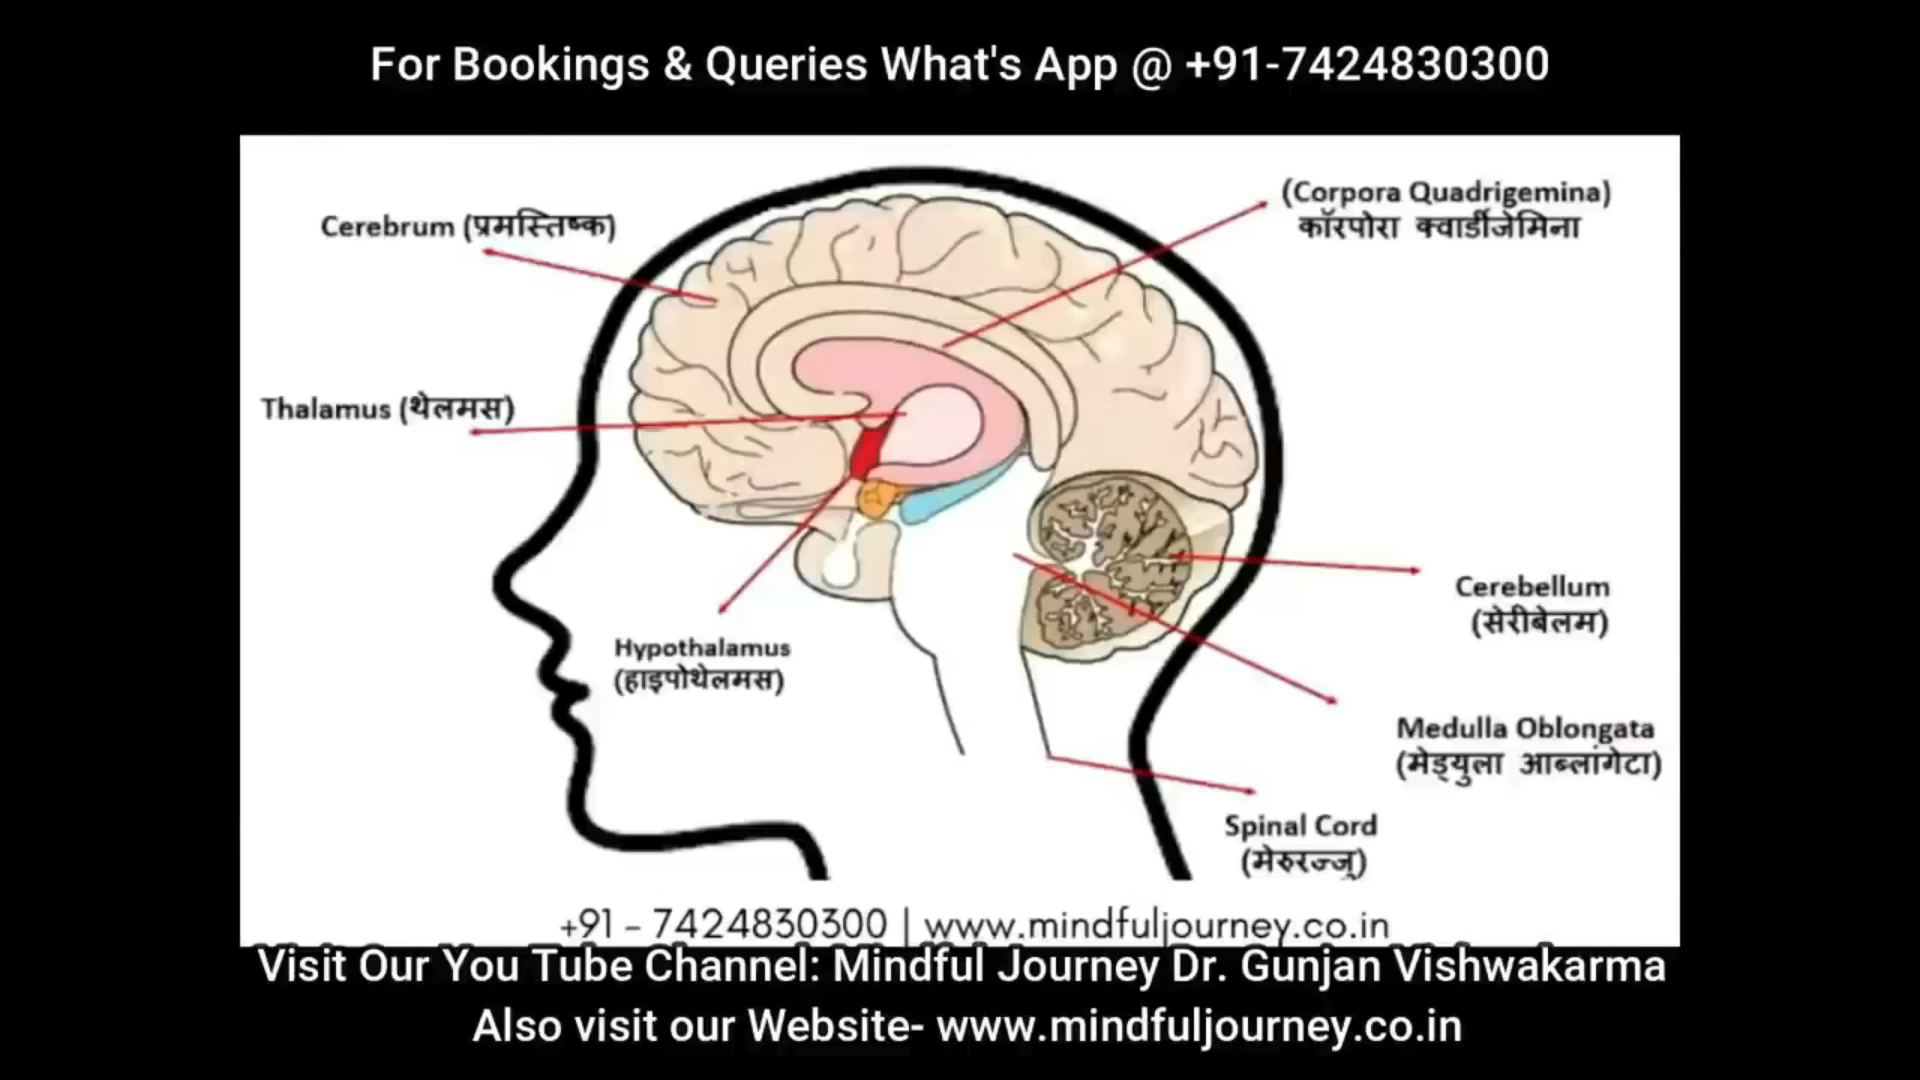 For Bookings & Queries What's App @ +91-7424830300
(Corpora Quadrigemina)
कॉरपोरा क्वार्डीजेमिना
Cerebrum (प्रमस्तिष्क)
Thalamus (थेलमस)
Cerebellum
(सेरीबेलम)
Hypothalamus
(हाइपोथेलमस)
Medulla Oblongata
(मेड्युला आब्लांगेटा)
Spinal Cord
(मेरुरज्जू)
+91 - 7424830300 | www.mindfuljourney.co.in
Visit Our You Tube Channel: Mindful Journey Dr. Gunjan Vishwakarma
Also visit our Website- www.mindfuljourney.co.in